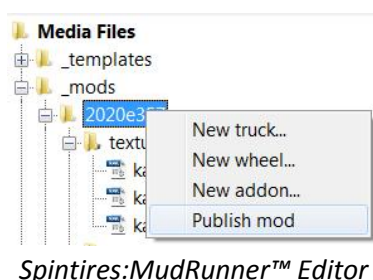 Media Files
_templates
_mods
New truck...
New wheel...
New addon...
Publish mod
Spintires:MudRunner™ Editor